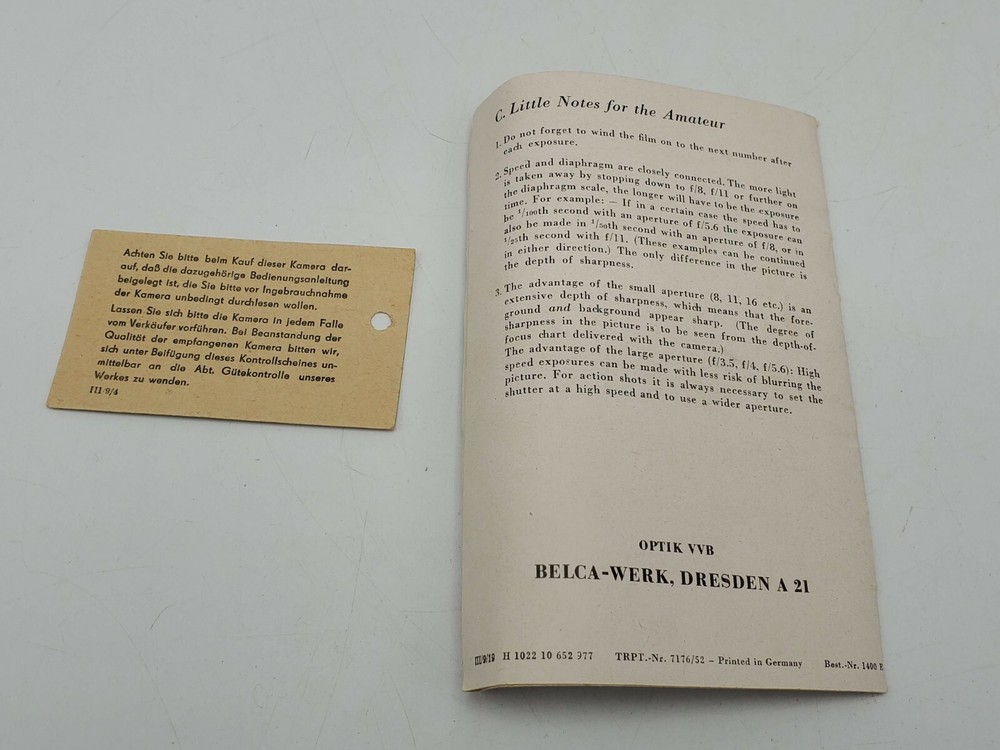 Achten Sie bitte beim Kauf dieser Kamera dar-
auf, daß die dazugehörige Bedienungsanleitung
beigelegt ist, die Sie bitte vor Ingebrauchnahme
der Kamera unbedingt durchlesen wollen.
Lassen Sie sich bitte die Kamera in jedem Falle
vom Verkäufer vorführen. Bei Beanstandung der
Qualität der empfangenen Kamera bitten wir,
sich unter Beifügung dieses Kontrollscheines un-
mittelbar an die Abt. Gütekontrolle unseres
Werkes zu wenden.
III 9/4
C. Little Notes for the Amateur
1. Do not forget to wind the film on to the next number after
each exposure.
2. Speed and diaphragm are closely connected. The more light
is taken away by stopping down to f/8, f/11 or further on
the diaphragm scale, the longer will have to be the exposure
time. For example: — If in a certain case the speed has to
be 1/100th second with an aperture of f/5.6 the exposure can
also be made in 1/50th second with an aperture of f/8, or in
1/25th second with f/11. (These examples can be continued
in either direction.) The only difference in the picture is
the depth of sharpness.
3. The advantage of the small aperture (8, 11, 16 etc.) is an
extensive depth of sharpness, which means that the fore-
ground and background appear sharp. (The degree of
sharpness in the picture is to be seen from the depth-of-
focus chart delivered with the camera.)
The advantage of the large aperture (f/3.5, f/4, f/5.6): High
speed exposures can be made with less risk of blurring the
picture. For action shots it is always necessary to set the
shutter at a high speed and to use a wider aperture.
OPTIK VVB
BELCA-WERK, DRESDEN A 21
III/9/19 H 1022 10 652 977 TRPT.-Nr. 7176/52 – Printed in Germany Best.-Nr. 1400 E